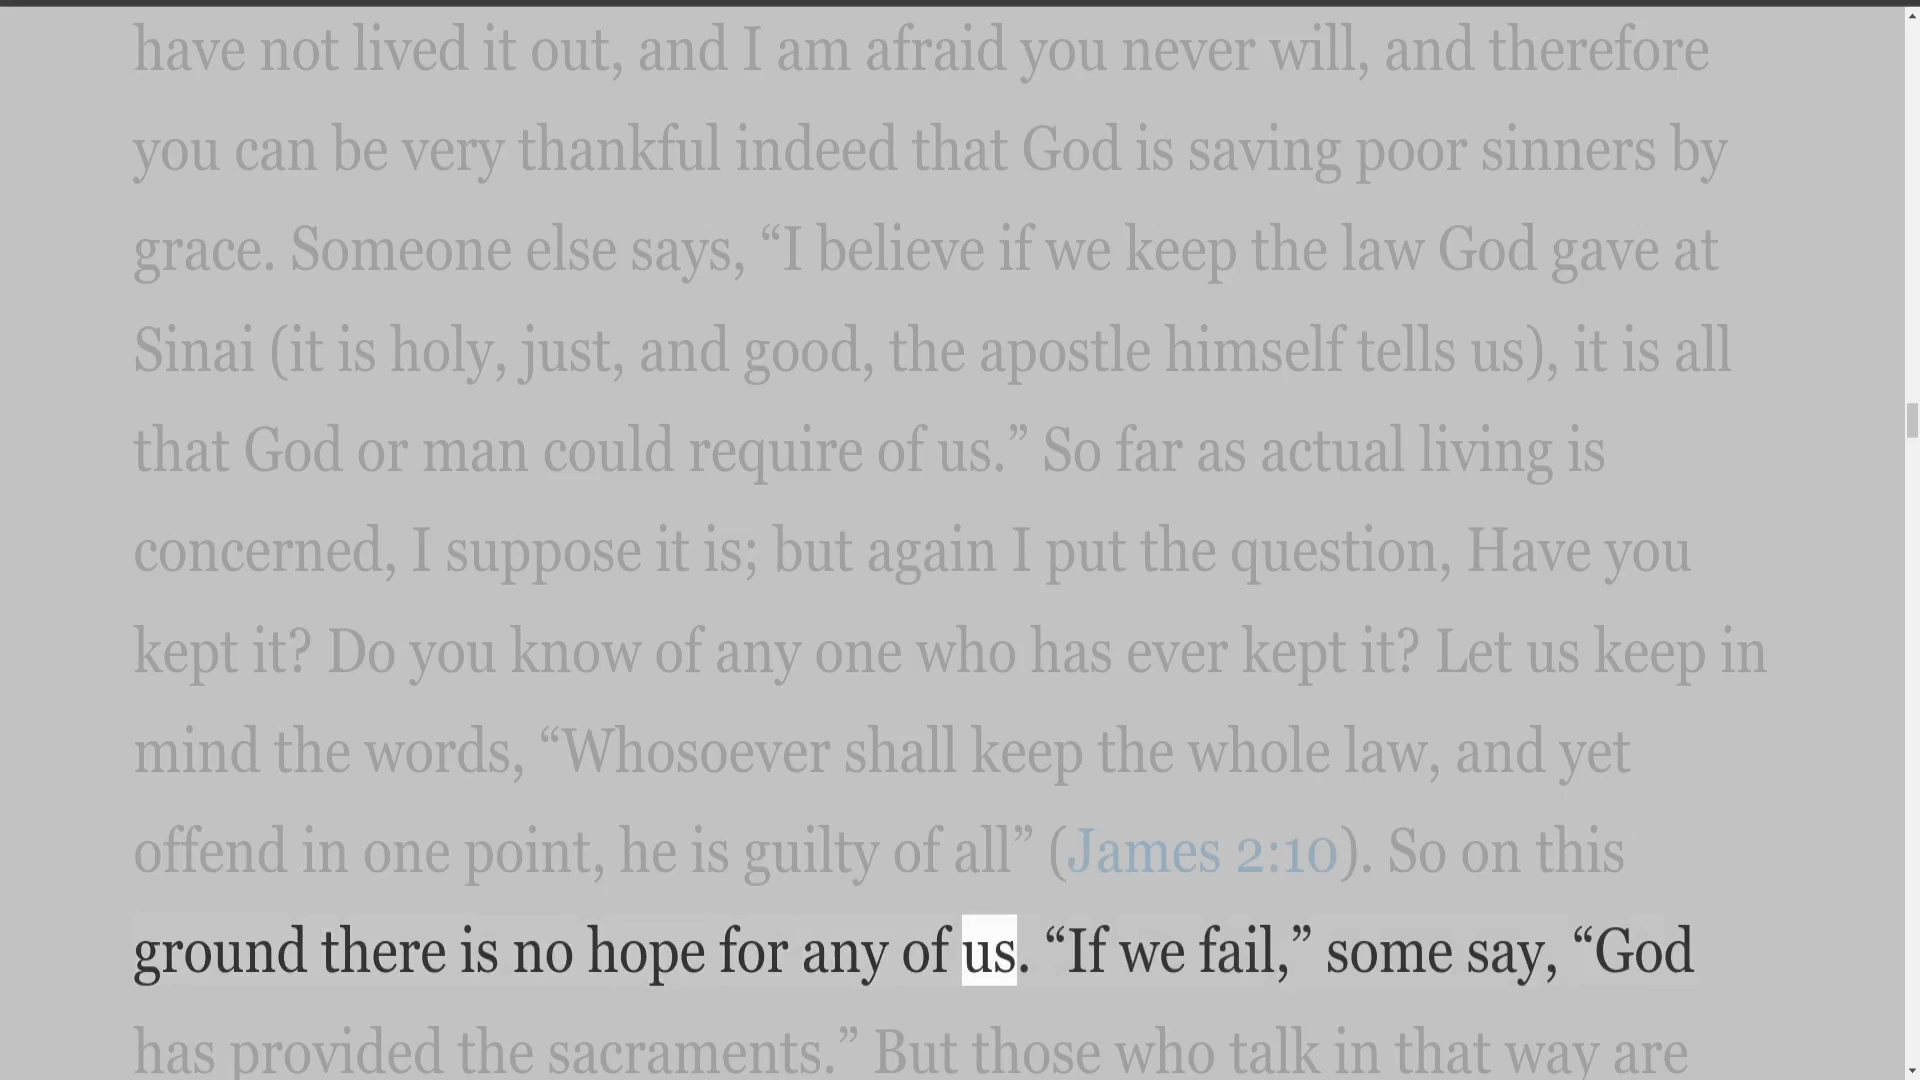 have not lived it out, and I am afraid you never will, and therefore
you can be very thankful indeed that God is saving poor sinners by
grace. Someone else says, “I believe if we keep the law God gave at
Sinai (it is holy, just, and good, the apostle himself tells us), it is all
that God or man could require of us.” So far as actual living is
concerned, I suppose it is; but again I put the question, Have you
kept it? Do you know of any one who has ever kept it? Let us keep in
mind the words, “Whosoever shall keep the whole law, and yet
offend in one point, he is guilty of all” (James 2:10). So on this
ground there is no hope for any of us. “If we fail,” some say, “God
has provided the sacraments.” But those who talk in that way are